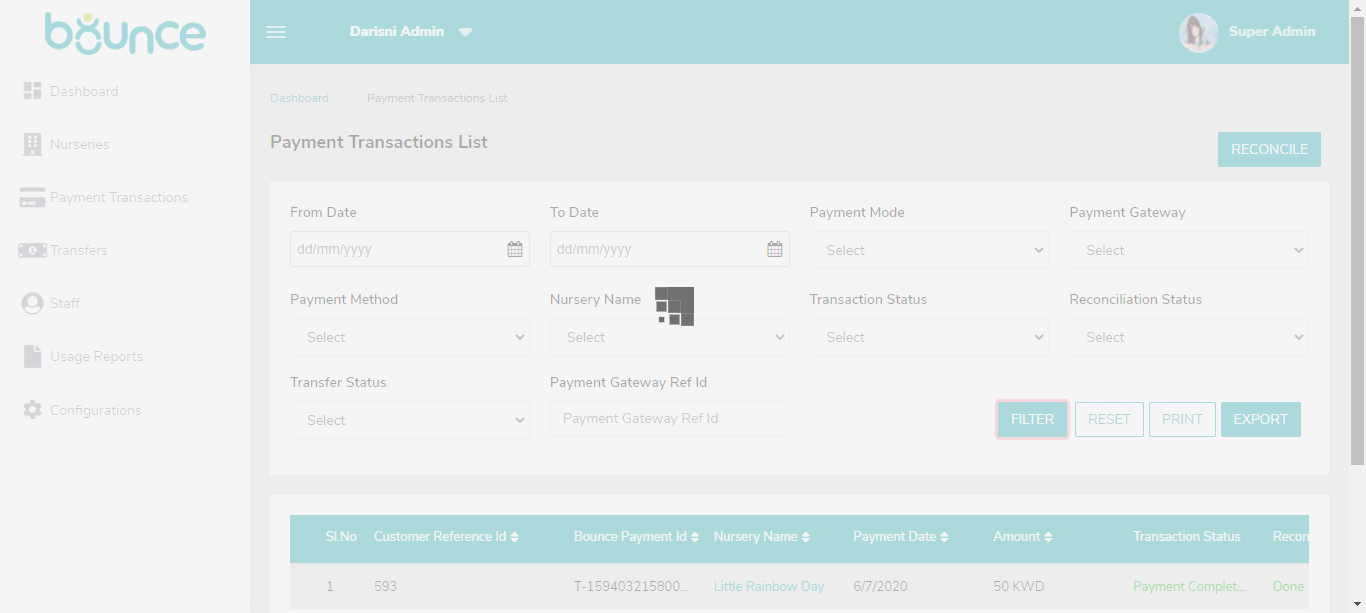 bounce
Darisni Admin
Super Admin
Dashboard
Nurseries
Payment Transactions
Transfers
Staff
Usage Reports
Configurations
Dashboard Payment Transactions List
Payment Transactions List
RECONCILE
From Date To Date Payment Mode Payment Gateway
dd/mm/yyyy dd/mm/yyyy Select Select
Payment Method Nursery Name Transaction Status Reconciliation Status
Select Select Select Select
Transfer Status Payment Gateway Ref Id
Select Payment Gateway Ref Id FILTER RESET PRINT EXPORT
Sl.No Customer Reference Id Bounce Payment Id Nursery Name Payment Date Amount Transaction Status Recon
1 593 T-159403215800... Little Rainbow Day 6/7/2020 50 KWD Payment Complet... Done